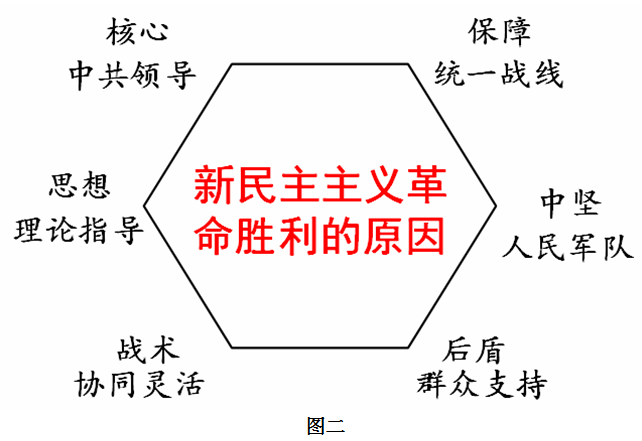 核心
中共领导
保障
统一战线
思想
理论指导
新民主主义革
命胜利的原因
中坚
人民军队
战术
协同灵活
后盾
群众支持
图二